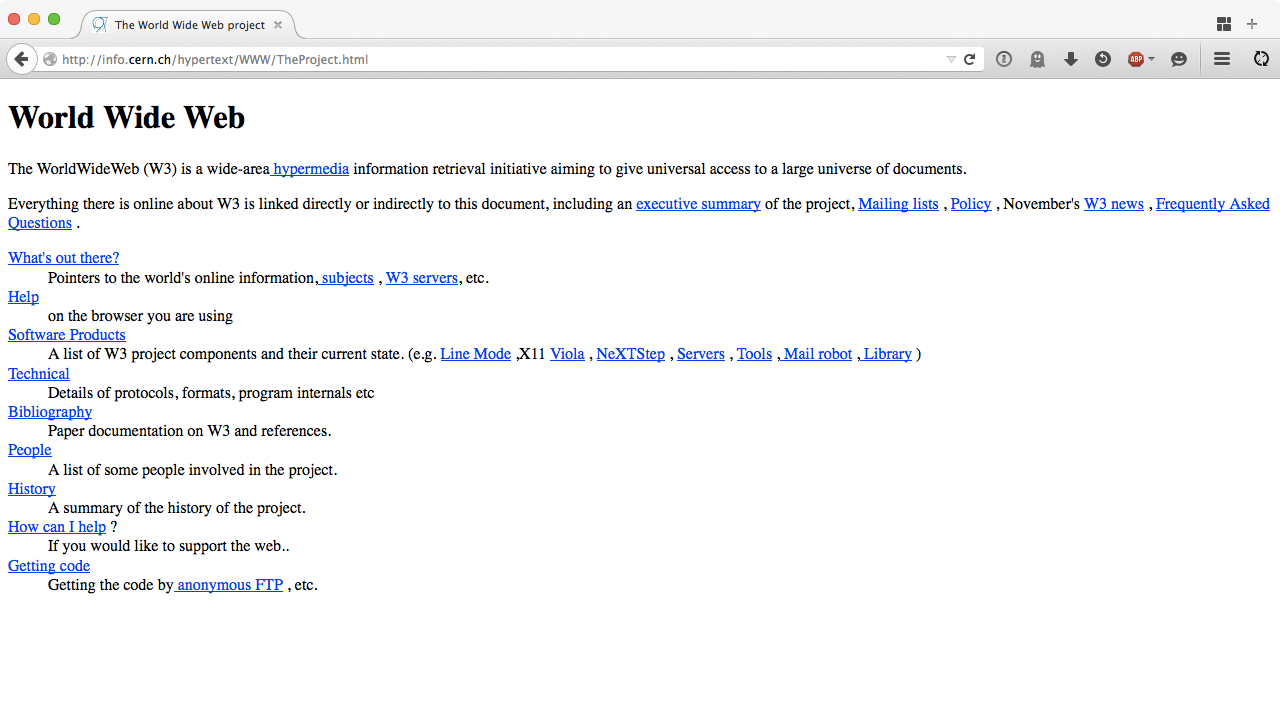 The World Wide Web project
http://info.cern.ch/hypertext/WWW/TheProject.html
ABP
World Wide Web
The WorldWideWeb (W3) is a wide-area hypermedia information retrieval initiative aiming to give universal access to a large universe of documents.
Everything there is online about W3 is linked directly or indirectly to this document, including an executive summary of the project, Mailing lists , Policy , November's W3 news , Frequently Asked
Questions .
What's out there?
Pointers to the world's online information, subjects , W3 servers, etc.
Help
on the browser you are using
Software Products
A list of W3 project components and their current state. (e.g. Line Mode ,X11 Viola , NeXTStep , Servers , Tools , Mail robot , Library )
Technical
Details of protocols, formats, program internals etc
Bibliography
Paper documentation on W3 and references.
People
A list of some people involved in the project.
History
A summary of the history of the project.
How can I help ?
If you would like to support the web..
Getting code
Getting the code by anonymous FTP , etc.